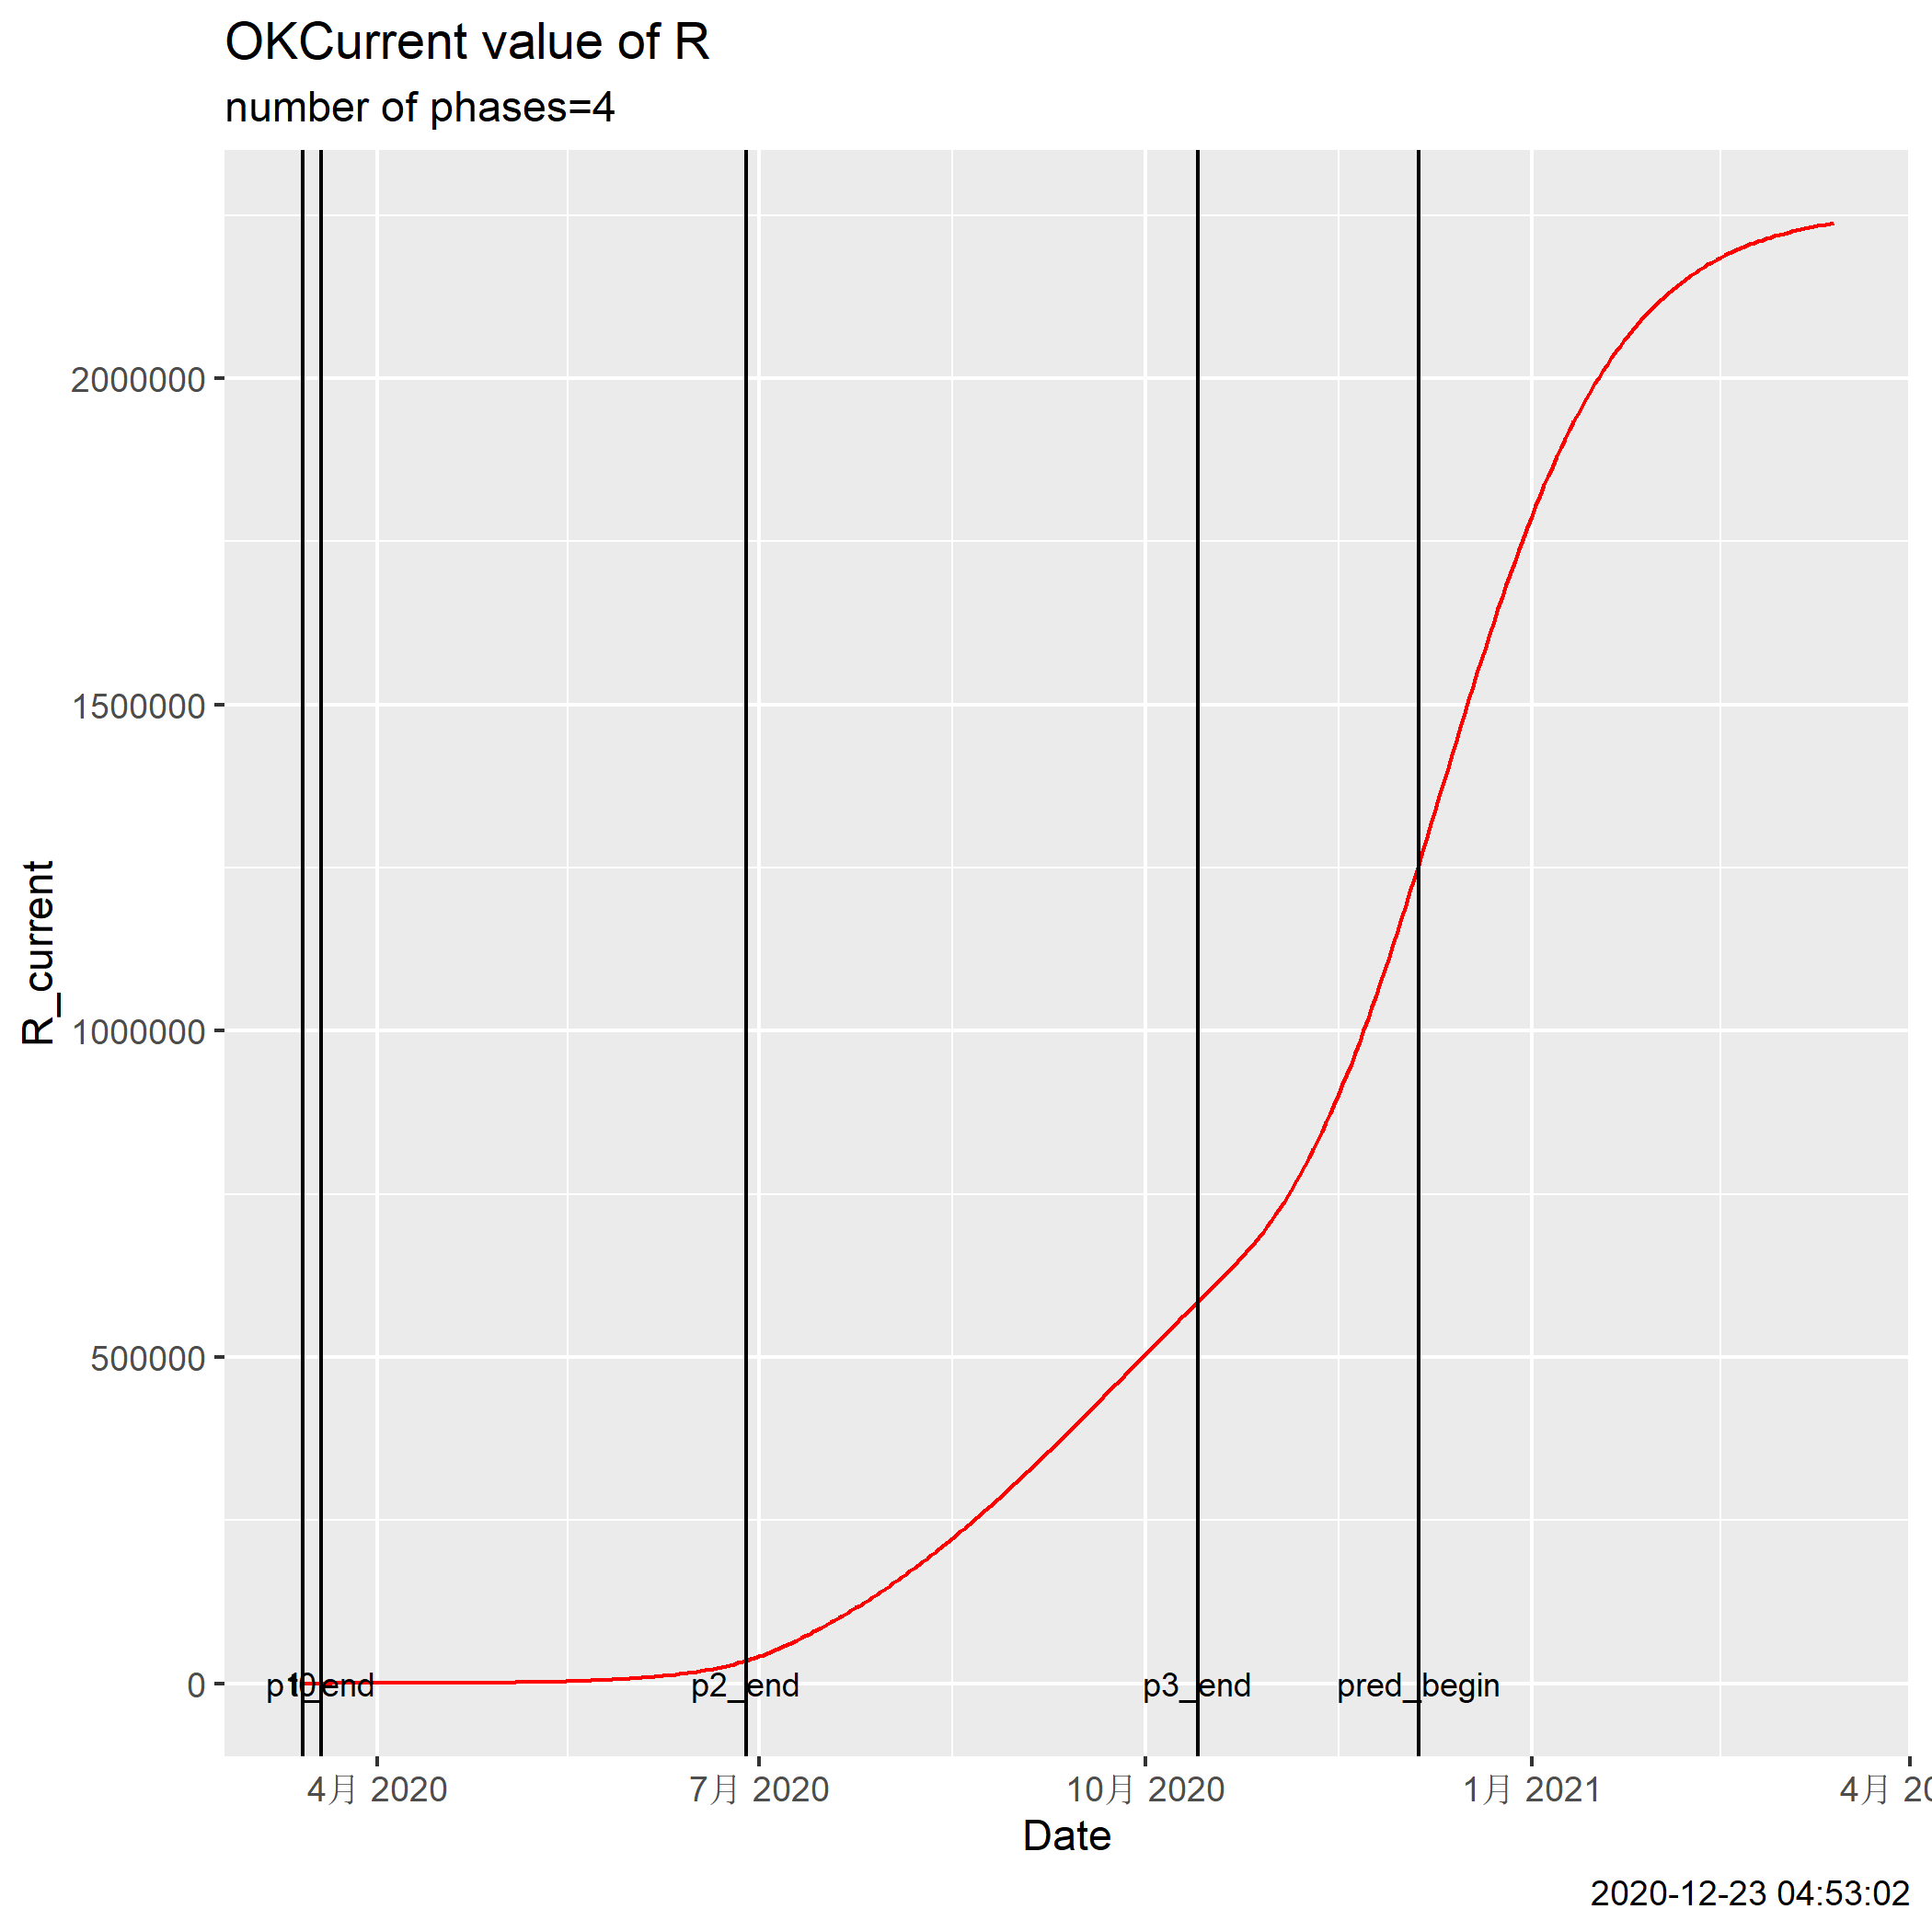 OKCurrent value of R
number of phases=4
R_current
2000000
1500000
1000000
500000
0
p2_end
p3_end
pred_begin
4月 2020
7月 2020
10月 2020
1月 2021
4月 20
Date
2020-12-23 04:53:02